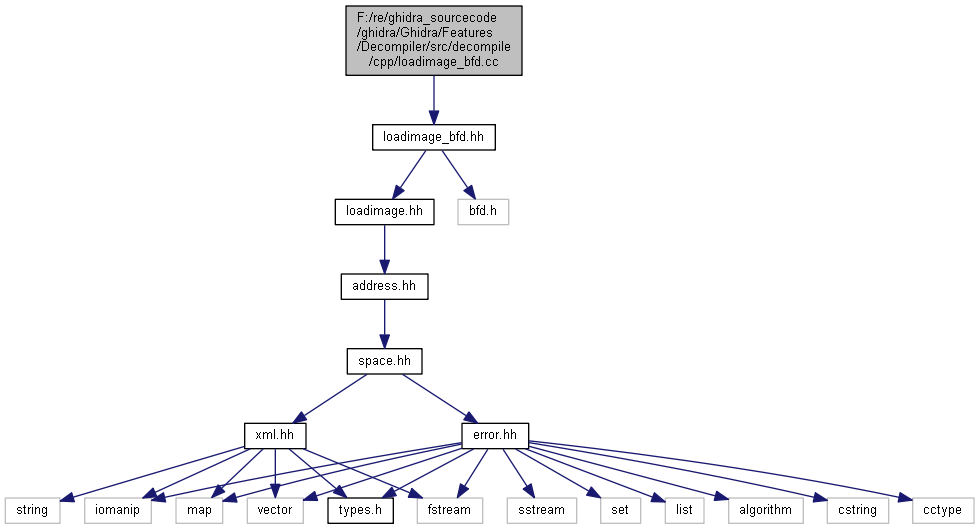 F:/re/ghidra_sourcecode
/ghidra/Ghidra/Features
/Decompiler/src/decompile
/cpp/loadimage_bfd.cc
loadimage_bfd.hh
loadimage.hh
bfd.h
address.hh
space.hh
xml.hh
error.hh
string
iomanip
map
vector
types.h
fstream
sstream
set
list
algorithm
cstring
cctype